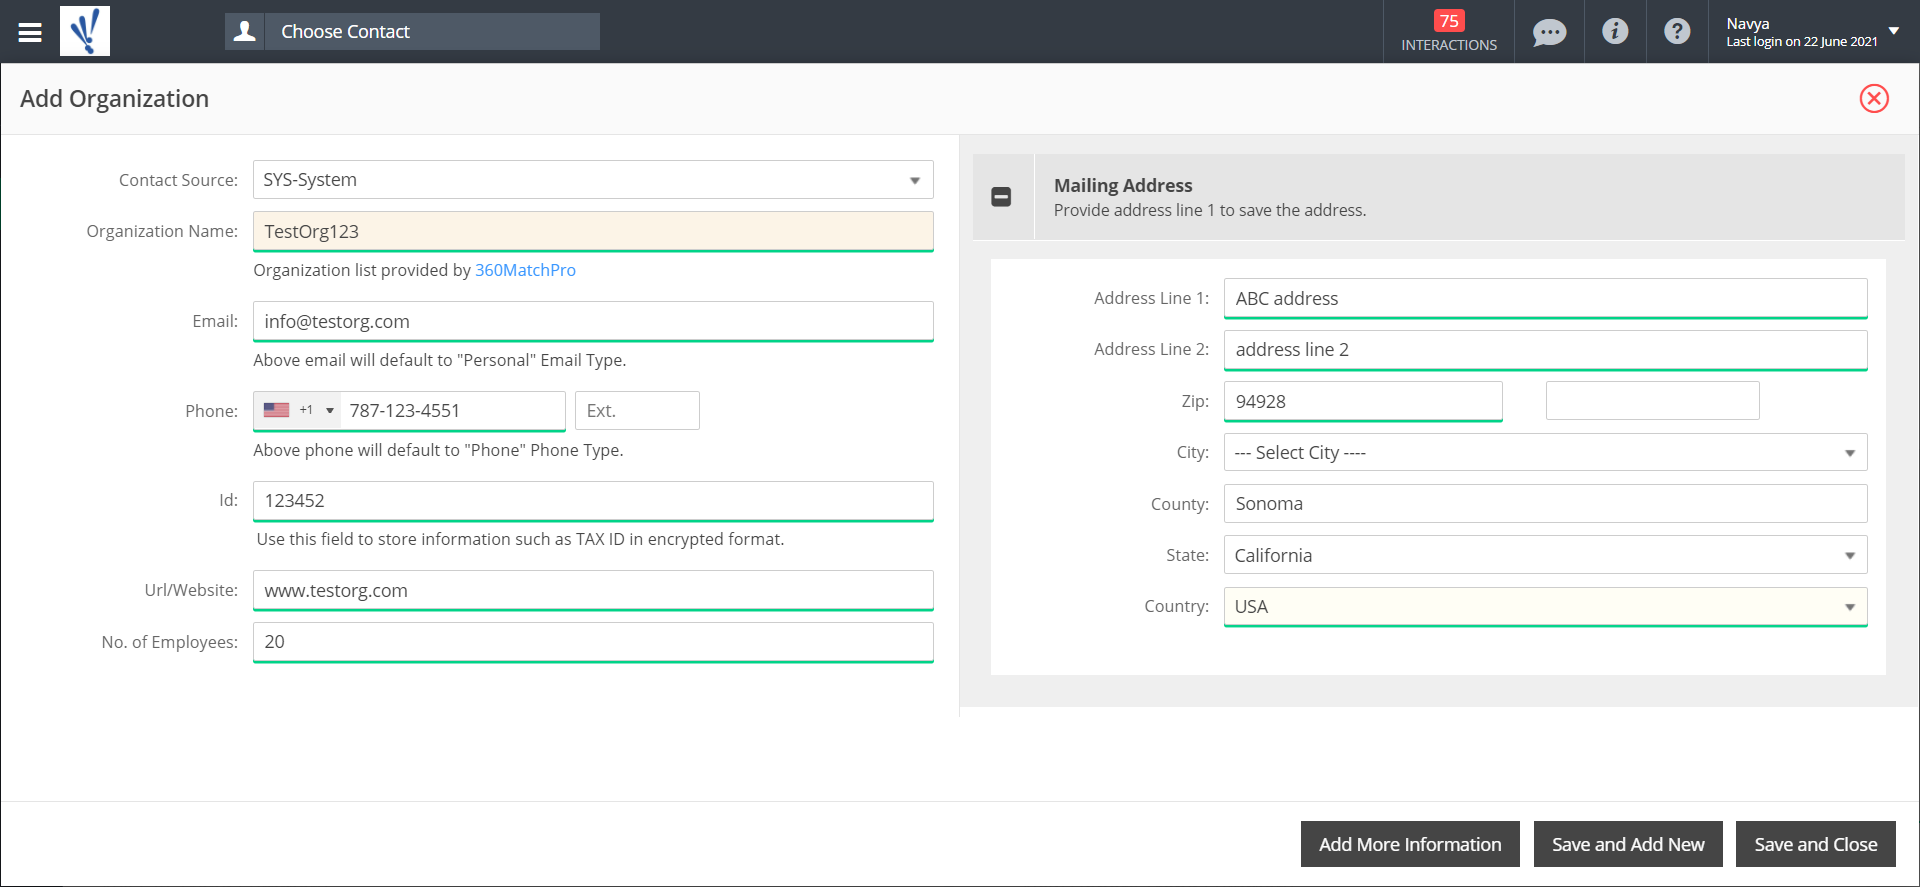 Choose Contact
75
INTERACTIONS
Navya
Last login on 22 June 2021
Add Organization
Contact Source: SYS-System
Organization Name: TestOrg123
Organization list provided by 360MatchPro
Email: info@testorg.com
Above email will default to "Personal" Email Type.
Phone: +1 787-123-4551 Ext.
Above phone will default to "Phone" Phone Type.
Id: 123452
Use this field to store information such as TAX ID in encrypted format.
Url/Website: www.testorg.com
No. of Employees: 20
Mailing Address
Provide address line 1 to save the address.
Address Line 1: ABC address
Address Line 2: address line 2
Zip: 94928
City: --- Select City ----
County: Sonoma
State: California
Country: USA
Add More Information Save and Add New Save and Close